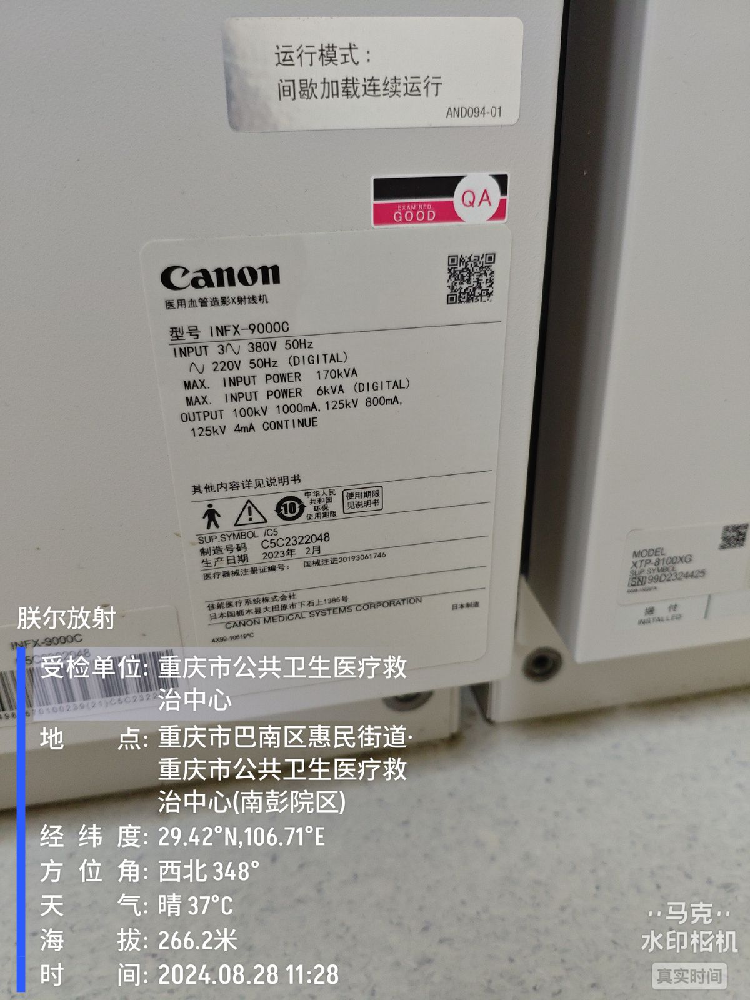 运行模式：
间歇加载连续运行
AND094-01
EXAMINED
GOOD
QA
Canon
医用血管造影X射线机
型号 INFX-9000C
INPUT 3∿ 380V 50Hz
∿ 220V 50Hz (DIGITAL)
MAX. INPUT POWER 170kVA
MAX. INPUT POWER 6kVA (DIGITAL)
OUTPUT 100kV 1000mA, 125kV 800mA,
125kV 4mA CONTINUE
其他内容详见说明书
10
中华人民
共和国
环保
使用期限
使用期限
见说明书
SUP.SYMBOL /C5
制造号码 C5C2322048
生产日期 2023年 2月
医疗器械注册证编号： 国械注进20193061746
佳能医疗系统株式会社
日本国枥木县大田原市下石上1385号
CANON MEDICAL SYSTEMS CORPORATION
日本制造
4X99-10619*C
MODEL
XTP-8100XG
SUP.SYMBOL
SN 99D2324425
INSTALLED
INFX-9000C
朕尔放射
受检单位: 重庆市公共卫生医疗救
治中心
地 点: 重庆市巴南区惠民街道·
重庆市公共卫生医疗救
治中心(南彭院区)
经纬度: 29.42°N,106.71°E
方位角: 西北 348°
天 气: 晴 37°C
海 拔: 266.2米
时 间: 2024.08.28 11:28
马克
水印相机
真实时间